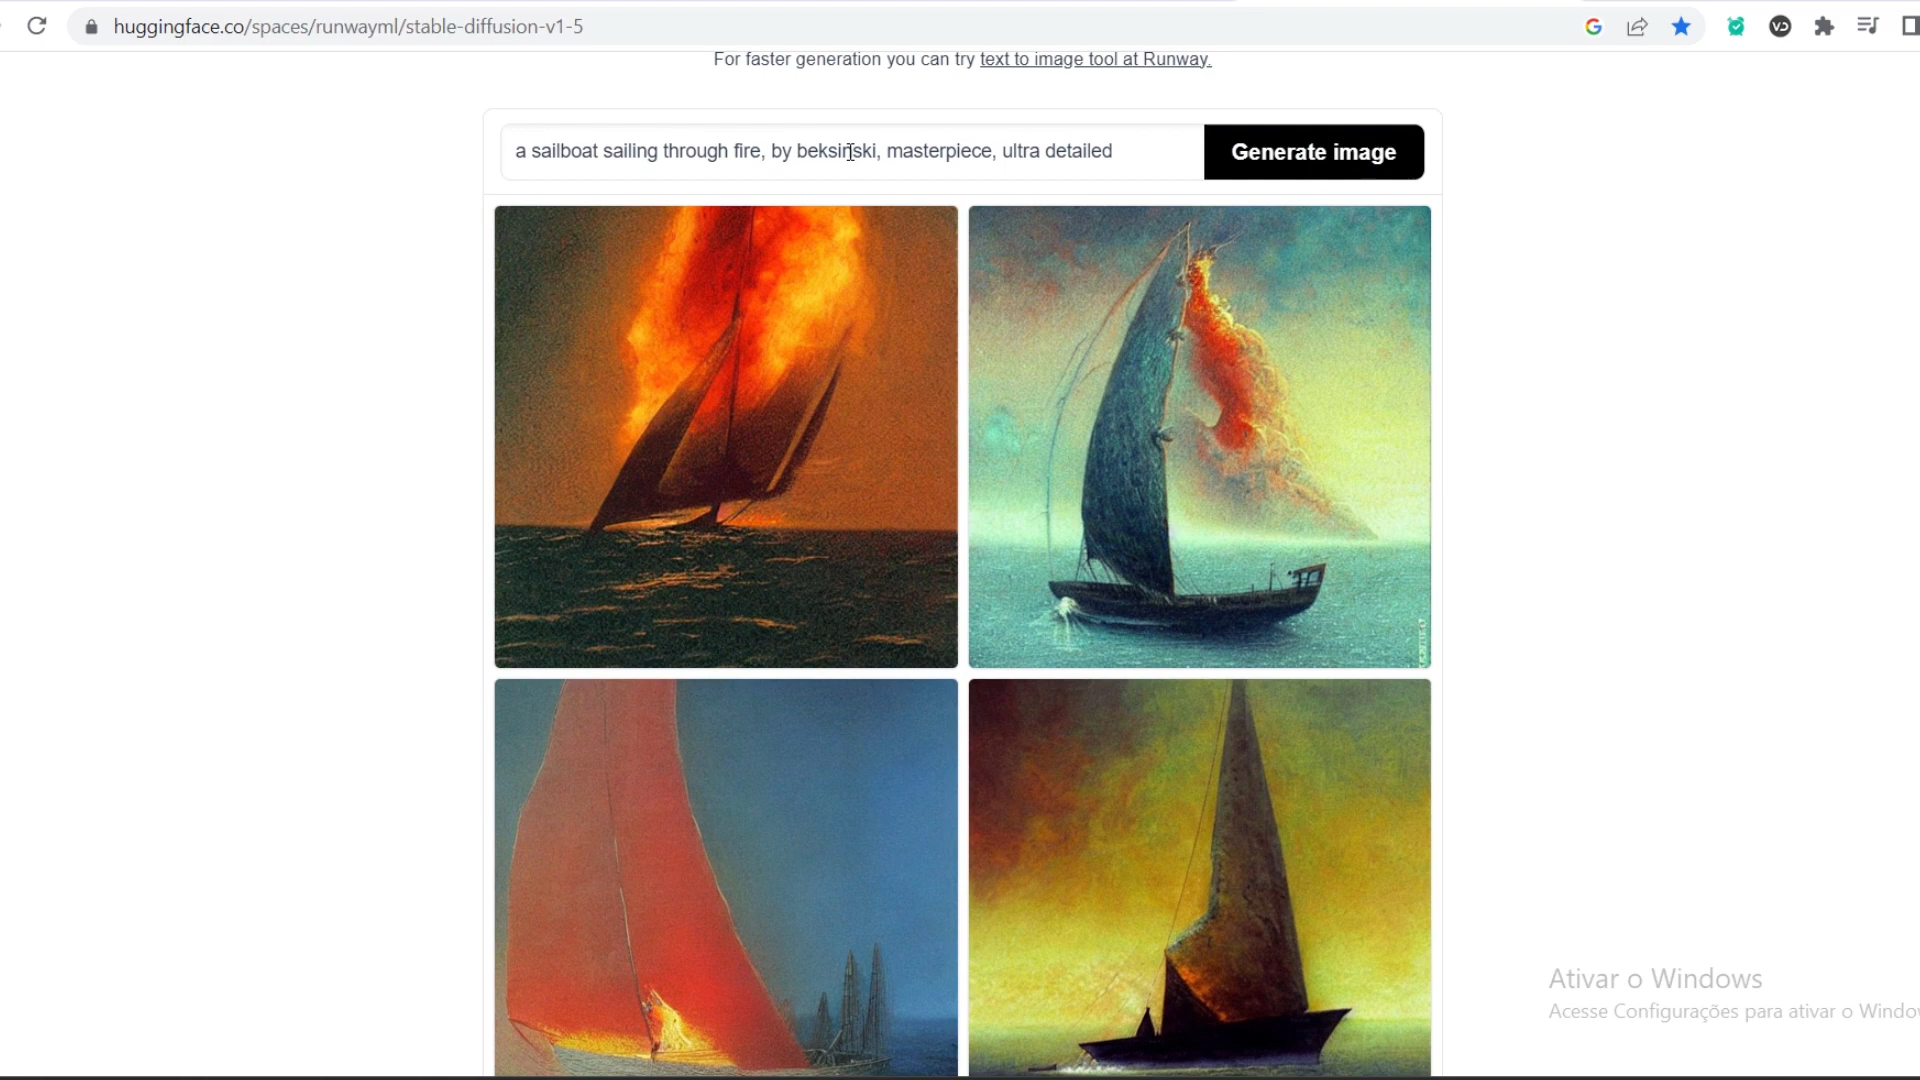 huggingface.co/spaces/runwayml/stable-diffusion-v1-5
For faster generation you can try text to image tool at Runway.
a sailboat sailing through fire, by beksinski, masterpiece, ultra detailed
Generate image
Ativar o Windows
Acesse Configurações para ativar o Windo